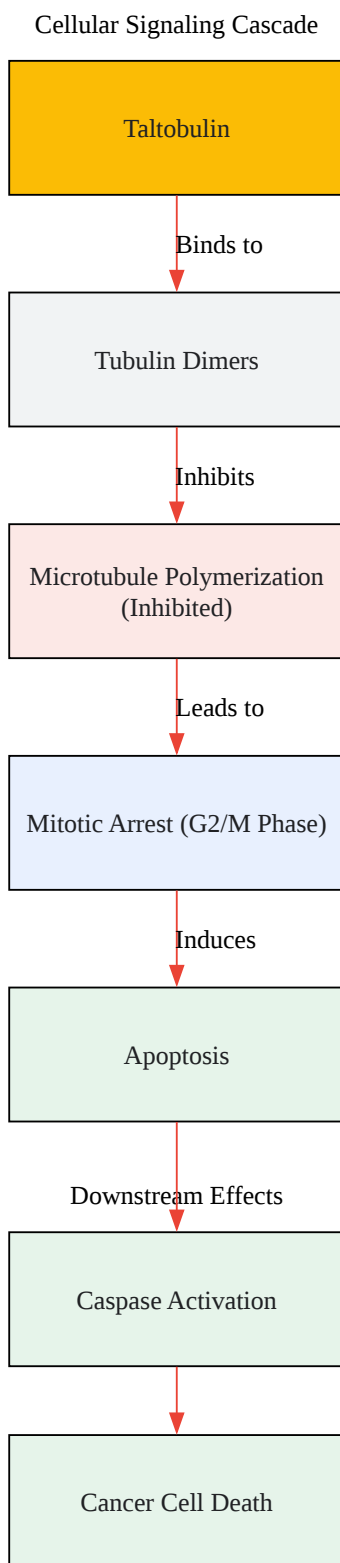 Cellular Signaling Cascade
Taltobulin
Binds to
Tubulin Dimers
Inhibits
Microtubule Polymerization
(Inhibited)
Leads to
Mitotic Arrest (G2/M Phase)
Induces
Apoptosis
Downstream Effects
Caspase Activation
Cancer Cell Death